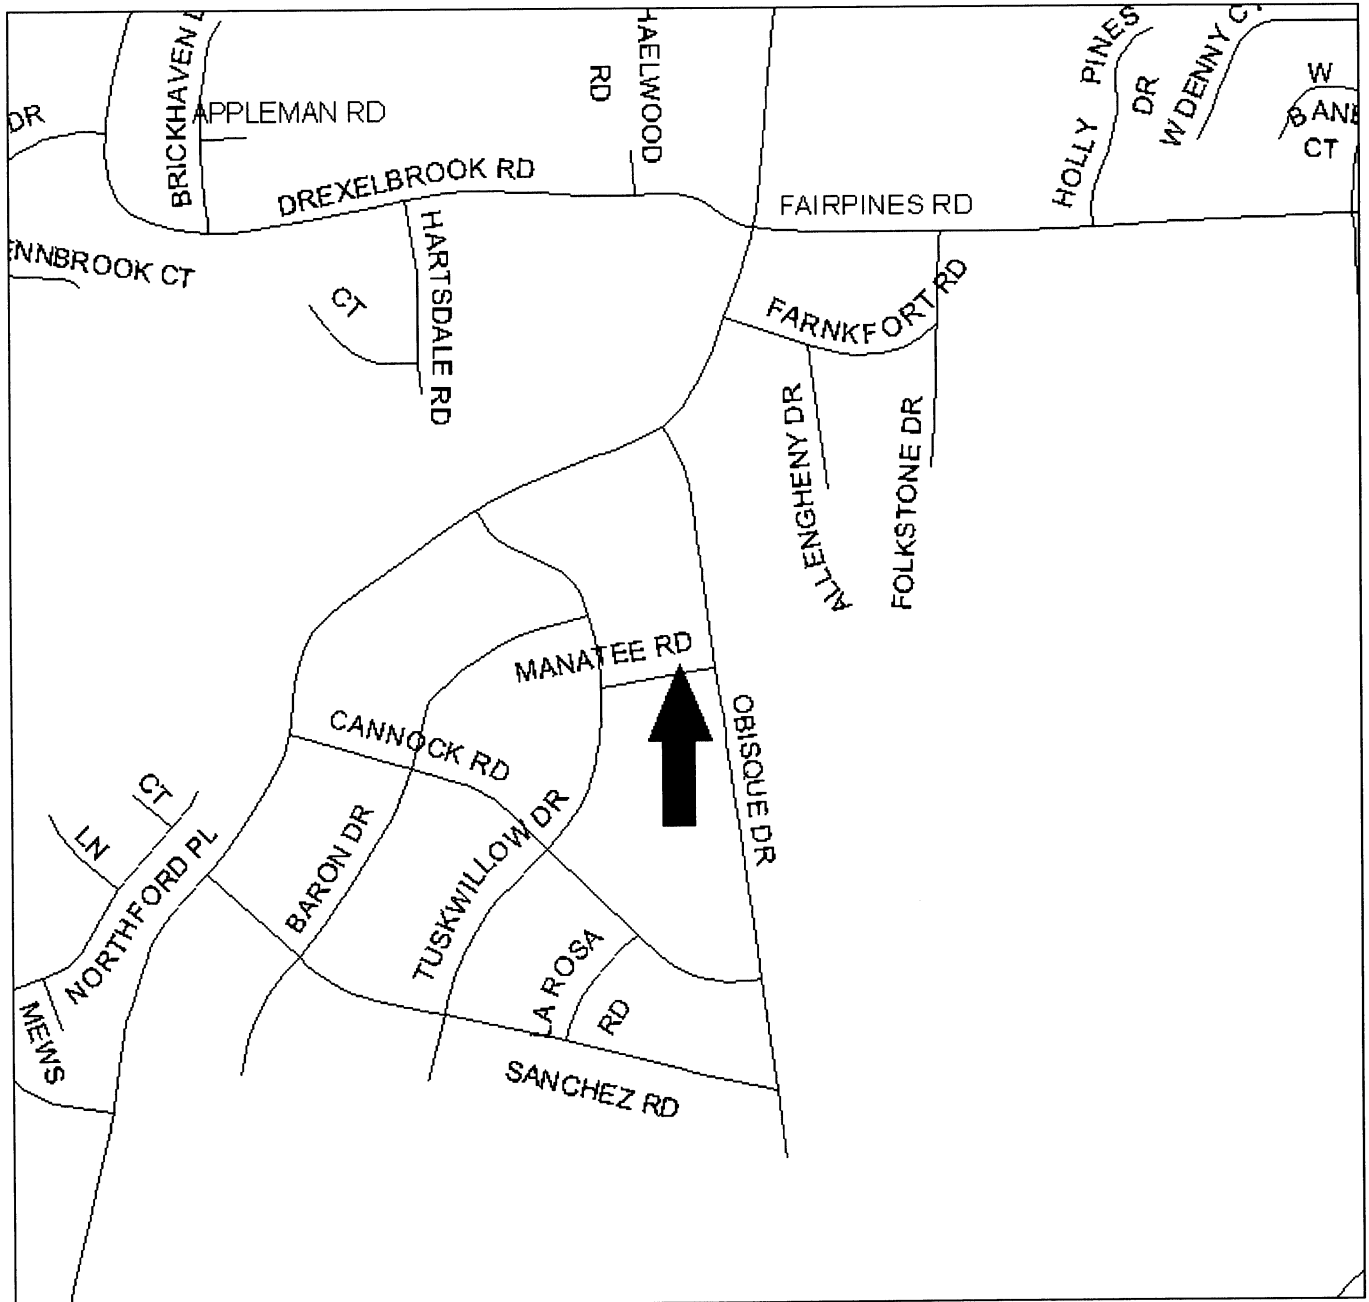 BRICKHAVEN D
HAELWOOD
RD
HOLLY PINES
DR
W DENNY CT
W
BANE
CT
DR
APPLEMAN RD
DREXELBROOK RD
FAIRPINES RD
ENNBROOK CT
CT
HARTSDALE RD
FARNKFORT RD
ALLENGHENY DR
FOLKSTONE DR
MANATEE RD
CANNOCK RD
OBISQUE DR
CT
LN
NORTHFORD PL
BARON DR
TUSKWILLOW DR
LA ROSA
RD
MEWS
SANCHEZ RD